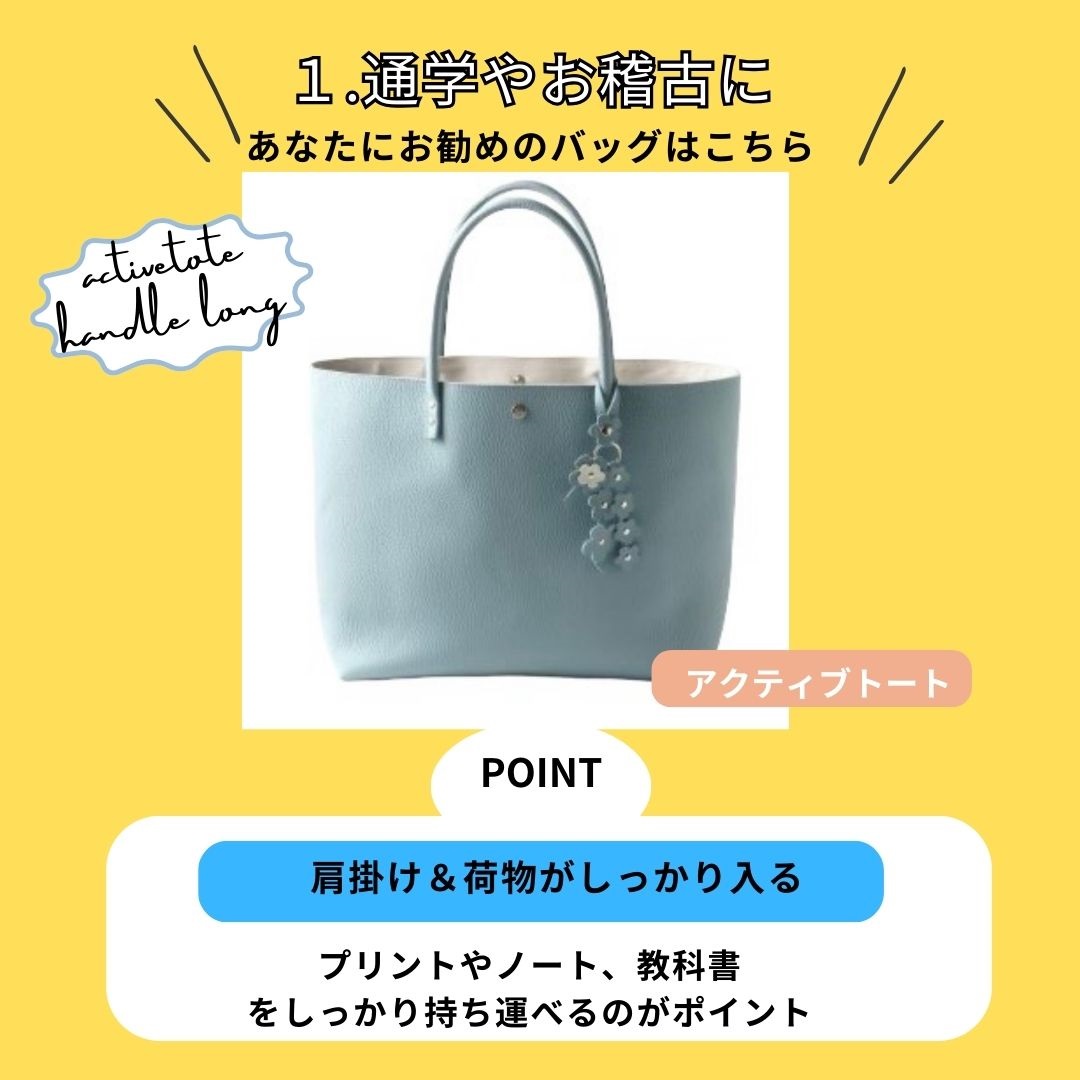 １.通学やお稽古に
あなたにお勧めのバッグはこちら
activetote
handle long
アクティブトート
POINT
肩掛け＆荷物がしっかり入る
プリントやノート、教科書
をしっかり持ち運べるのがポイント